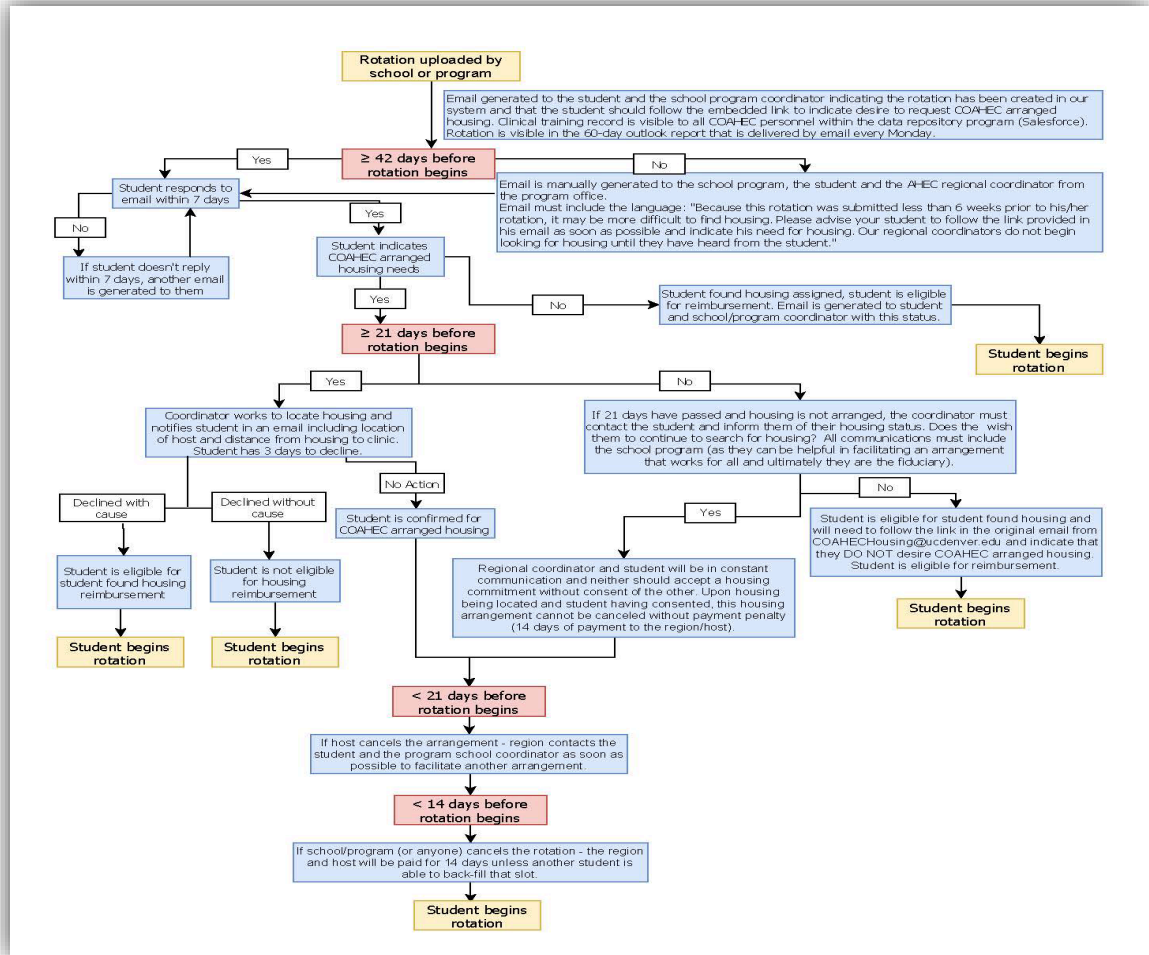 Rotation uploaded by
school or program
Email generated to the student and the school program coordinator indicating the rotation has been created in our
system and that the student should follow the embedded link to indicate desire to request COAHEC arranged
housing. Clinical training record is visible to all COAHEC personnel within the data repository program (Salesforce).
Rotation is visible in the 60-day outlook report that is delivered by email every Monday.
Yes
≥ 42 days before
rotation begins
No
Student responds to
email within 7 days
Email is manually generated to the school program, the student and the AHEC regional coordinator from
the program office.
Email must include the language: "Because this rotation was submitted less than 6 weeks prior to his/her
rotation, it may be more difficult to find housing. Please advise your student to follow the link provided in
his email as soon as possible and indicate his need for housing. Our regional coordinators do not begin
looking for housing until they have heard from the student."
No
Yes
If student doesn't reply
within 7 days, another email
is generated to them
Student indicates
COAHEC arranged
housing needs
Yes
No
Student found housing assigned, student is eligible
for reimbursement. Email is generated to student
and school/program coordinator with this status.
≥ 21 days before
rotation begins
Student begins
rotation
Yes
No
Coordinator works to locate housing and
notifies student in an email including location
of host and distance from housing to clinic.
Student has 3 days to decline.
If 21 days have passed and housing is not arranged, the coordinator must
contact the student and inform them of their housing status. Does the wish
them to continue to search for housing? All communications must include
the school program (as they can be helpful in facilitating an arrangement
that works for all and ultimately they are the fiduciary).
No Action
Declined with
cause
Declined without
cause
Yes
No
Student is confirmed for
COAHEC arranged housing
Student is eligible for student found housing and
will need to follow the link in the original email from
COAHECHousing@ucdenver.edu and indicate that
they DO NOT desire COAHEC arranged housing.
Student is eligible for reimbursement.
Student is eligible for
student found housing
reimbursement
Student is not eligible
for housing
reimbursement
Regional coordinator and student will be in constant
communication and neither should accept a housing
commitment without consent of the other. Upon housing
being located and student having consented, this housing
arrangement cannot be canceled without payment penalty
(14 days of payment to the region/host).
Student begins
rotation
Student begins
rotation
Student begins
rotation
< 21 days before
rotation begins
If host cancels the arrangement - region contacts the
student and the program school coordinator as soon as
possible to facilitate another arrangement.
< 14 days before
rotation begins
If school/program (or anyone) cancels the rotation - the region
and host will be paid for 14 days unless another student is
able to back-fill that slot.
Student begins
rotation